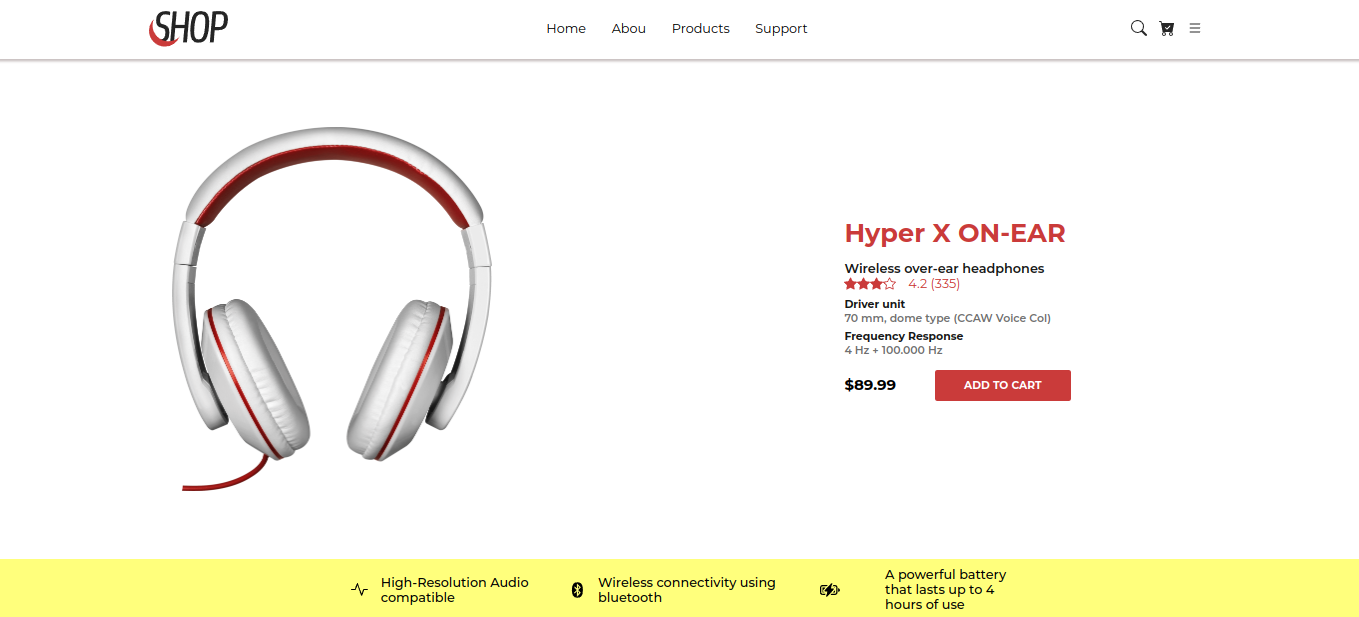 SHOP
Home Abou Products Support
Hyper X ON-EAR
Wireless over-ear headphones
4.2 (335)
Driver unit
70 mm, dome type (CCAW Voice Col)
Frequency Response
4 Hz + 100.000 Hz
$89.99 ADD TO CART
High-Resolution Audio
compatible
Wireless connectivity using
bluetooth
A powerful battery
that lasts up to 4
hours of use